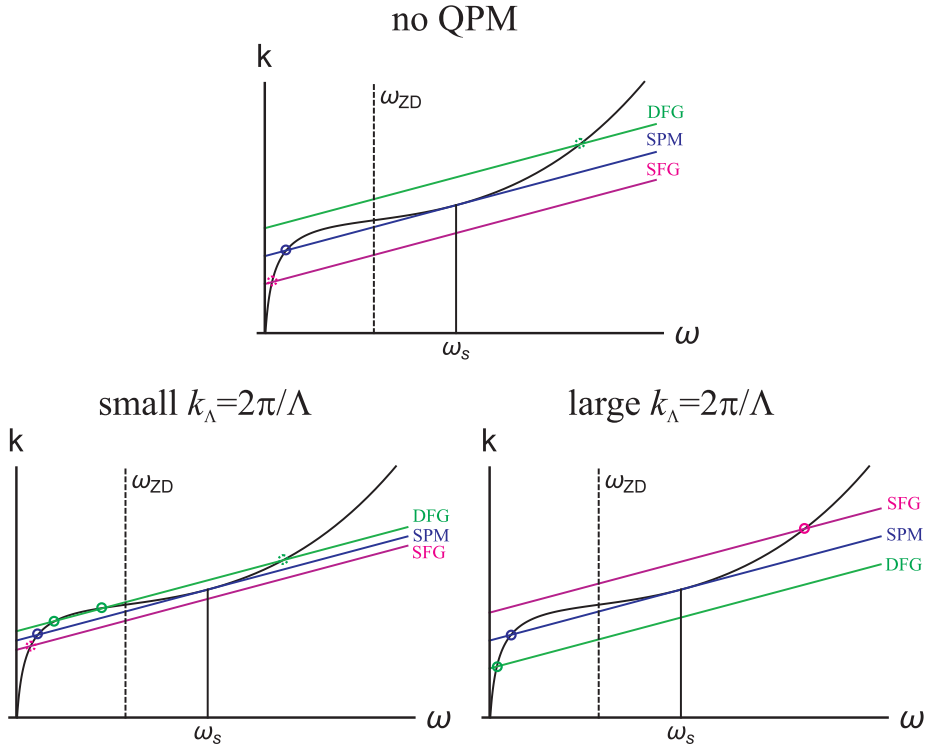 no QPM
k
ω_ZD
DFG
SPM
SFG
ω_s
ω
small k_Λ=2π/Λ
k
ω_ZD
DFG
SPM
SFG
ω_s
ω
large k_Λ=2π/Λ
k
ω_ZD
SFG
SPM
DFG
ω_s
ω